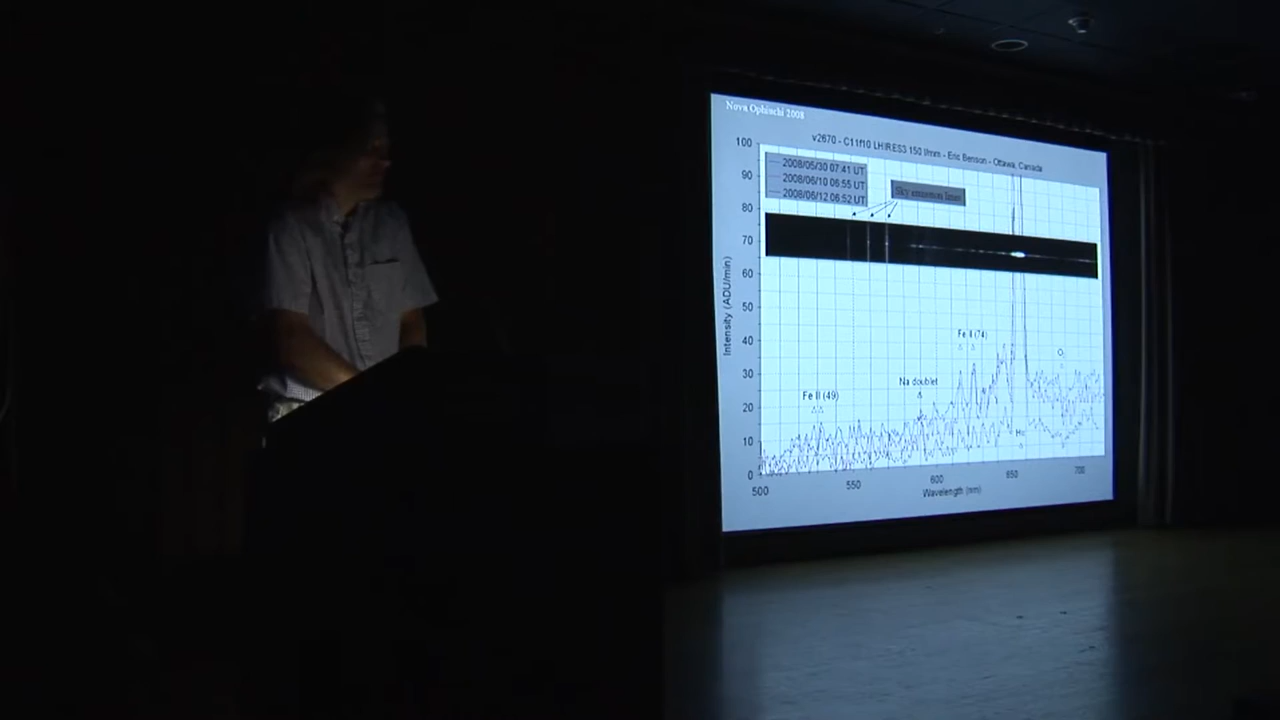 Nova Ophiuchi 2008
v2670 - C11f10 LHIRES3 150 l/mm - Eric Benson - Ottawa, Canada
2008/05/30 07:41 UT
2008/06/10 06:55 UT
2008/06/12 06:52 UT
Sky emission lines
Intensity (ADU/min)
100
90
80
70
60
50
40
30
20
10
0
Fe II (74)
Na doublet
Fe II (49)
O
Hα
500
550
600
650
700
Wavelength (nm)